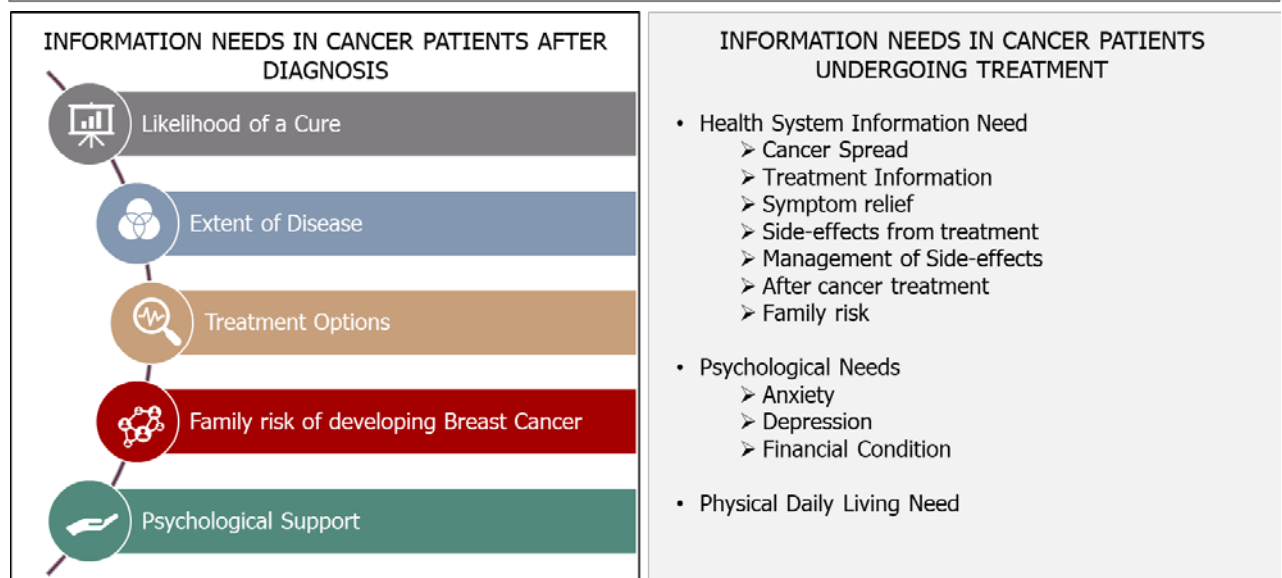 INFORMATION NEEDS IN CANCER PATIENTS AFTER
DIAGNOSIS
Likelihood of a Cure
Extent of Disease
Treatment Options
Family risk of developing Breast Cancer
Psychological Support
INFORMATION NEEDS IN CANCER PATIENTS
UNDERGOING TREATMENT
• Health System Information Need
➢ Cancer Spread
➢ Treatment Information
➢ Symptom relief
➢ Side-effects from treatment
➢ Management of Side-effects
➢ After cancer treatment
➢ Family risk
• Psychological Needs
➢ Anxiety
➢ Depression
➢ Financial Condition
• Physical Daily Living Need